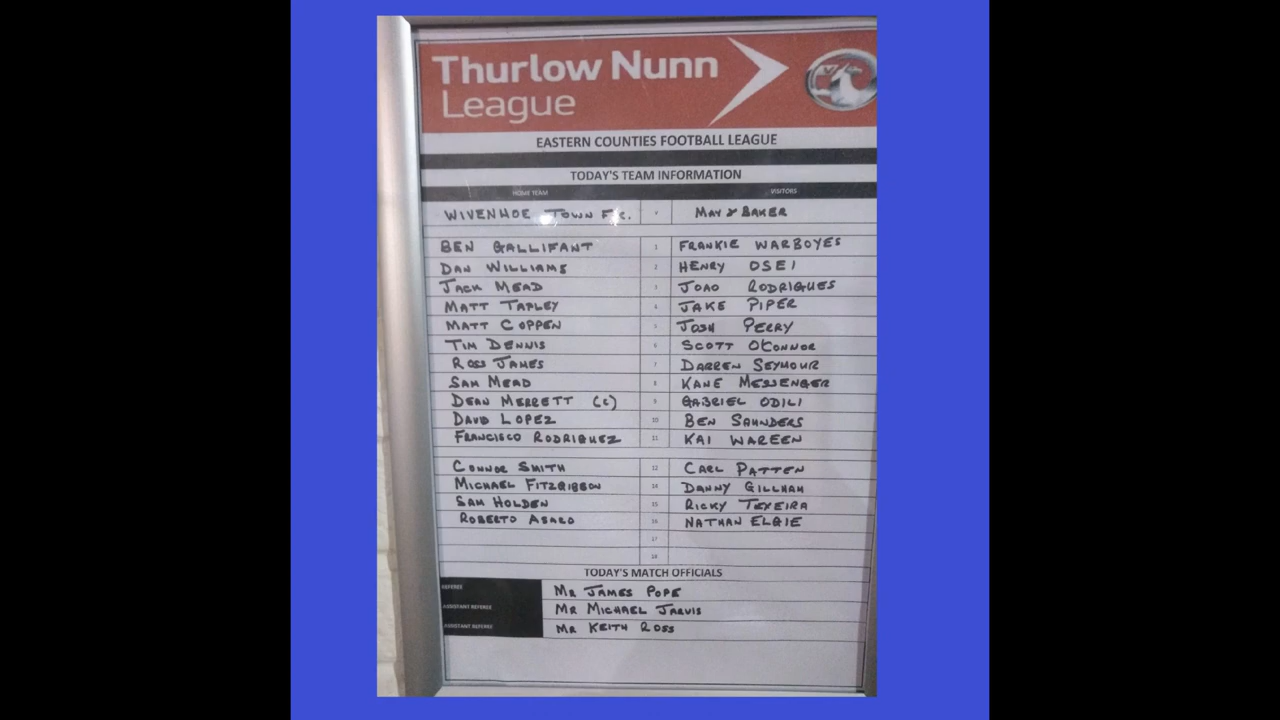 Thurlow Nunn
League
EASTERN COUNTIES FOOTBALL LEAGUE
TODAY'S TEAM INFORMATION
HOME TEAM VISITORS
WIVENHOE TOWN F.C. v MAY & BAKER
BEN GALLIFANT 1 FRANKIE WARBOYES
DAN WILLIAMS 2 HENRY OSEI
JACK MEAD 3 JOAO RODRIGUES
MATT TAPLEY 4 JAKE PIPER
MATT COPPEN 5 JOSH PERRY
TIM DENNIS 6 SCOTT O'CONNOR
ROSS JAMES 7 DARREN SEYMOUR
SAM MEAD 8 KANE MESSENGER
DEAN MERRETT (C) 9 GABRIEL ODILI
DAVID LOPEZ 10 BEN SAUNDERS
FRANCISCO RODRIGUEZ 11 KAI WAREEN
CONNOR SMITH 12 CARL PATTEN
MICHAEL FITZGIBBON 14 DANNY GILLHAM
SAM HOLDEN 15 RICKY TEXEIRA
ROBERTO ASARO 16 NATHAN ELGIE
17
18
TODAY'S MATCH OFFICIALS
REFEREE MR JAMES POPE
ASSISTANT REFEREE MR MICHAEL JARVIS
ASSISTANT REFEREE MR KEITH ROSS